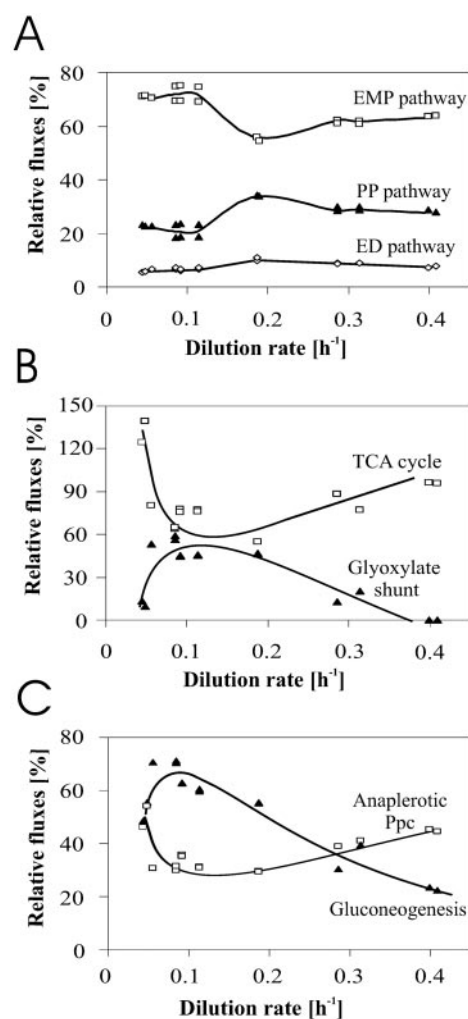 A
Relative fluxes [%]
80
60
40
20
0
EMP pathway
PP pathway
ED pathway
0 0.1 0.2 0.3 0.4
Dilution rate [h-1]
B
Relative fluxes [%]
150
120
90
60
30
0
TCA cycle
Glyoxylate
shunt
0 0.1 0.2 0.3 0.4
Dilution rate [h-1]
C
Relative fluxes [%]
80
60
40
20
0
Anaplerotic
Ppc
Gluconeogenesis
0 0.1 0.2 0.3 0.4
Dilution rate [h-1]